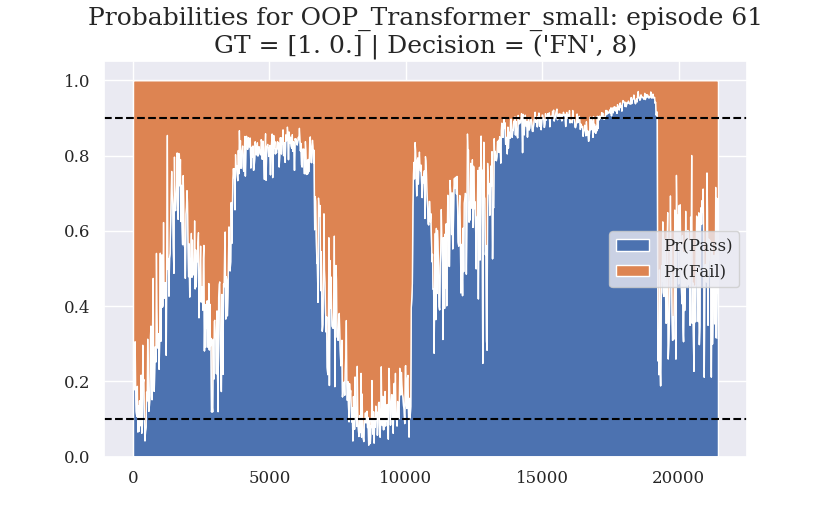 Probabilities for OOP_Transformer_small: episode 61
GT = [1. 0.] | Decision = ('FN', 8)
1.0
0.8
0.6
0.4
0.2
0.0
Pr(Pass)
Pr(Fail)
0 5000 10000 15000 20000